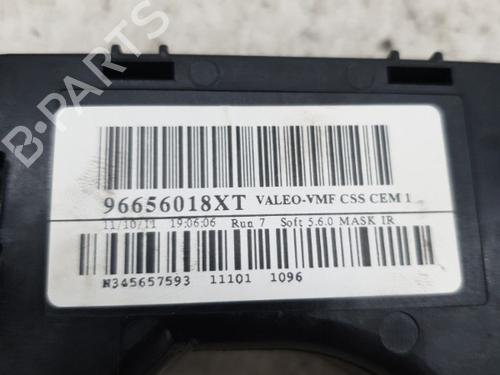 96656018XT VALEO-VMF CSS CEM 1
11/10/11 19:06:06 Run 7 Soft 5.6.0 MASK IR
N345657593 11101 1096
B-PARTS